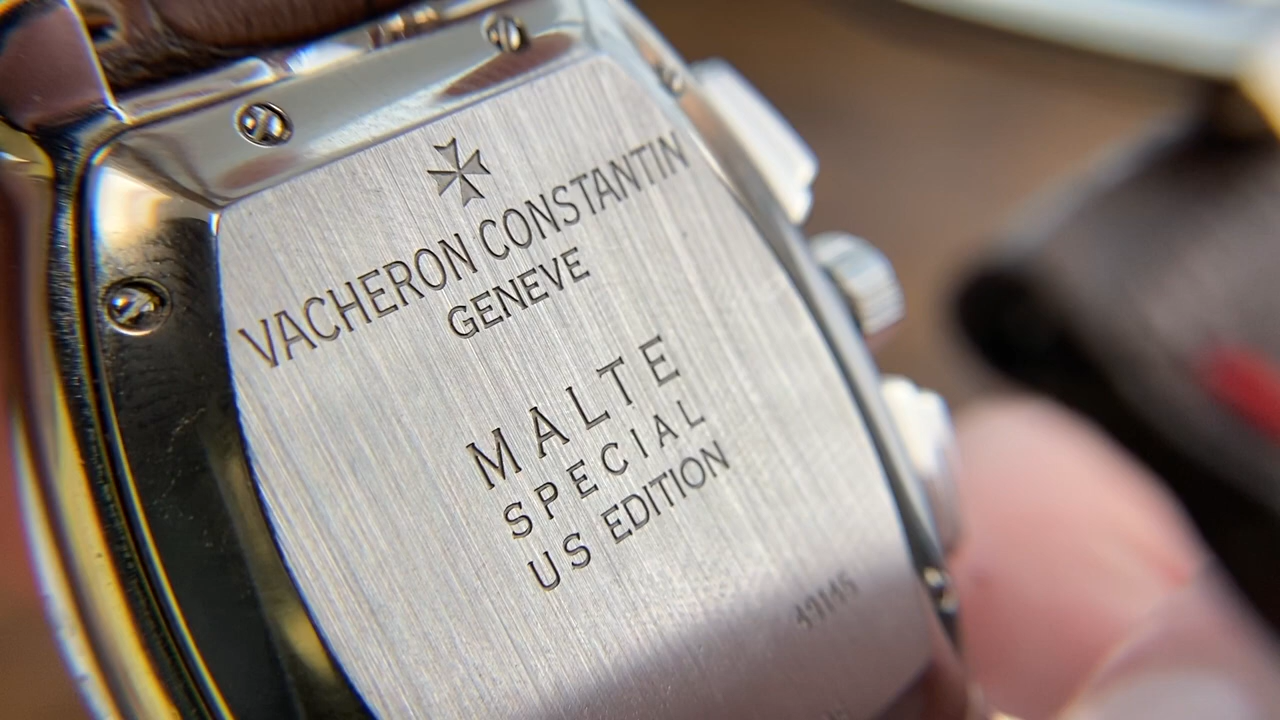 VACHERON CONSTANTIN
GENEVE
MALTE
SPECIAL
US EDITION